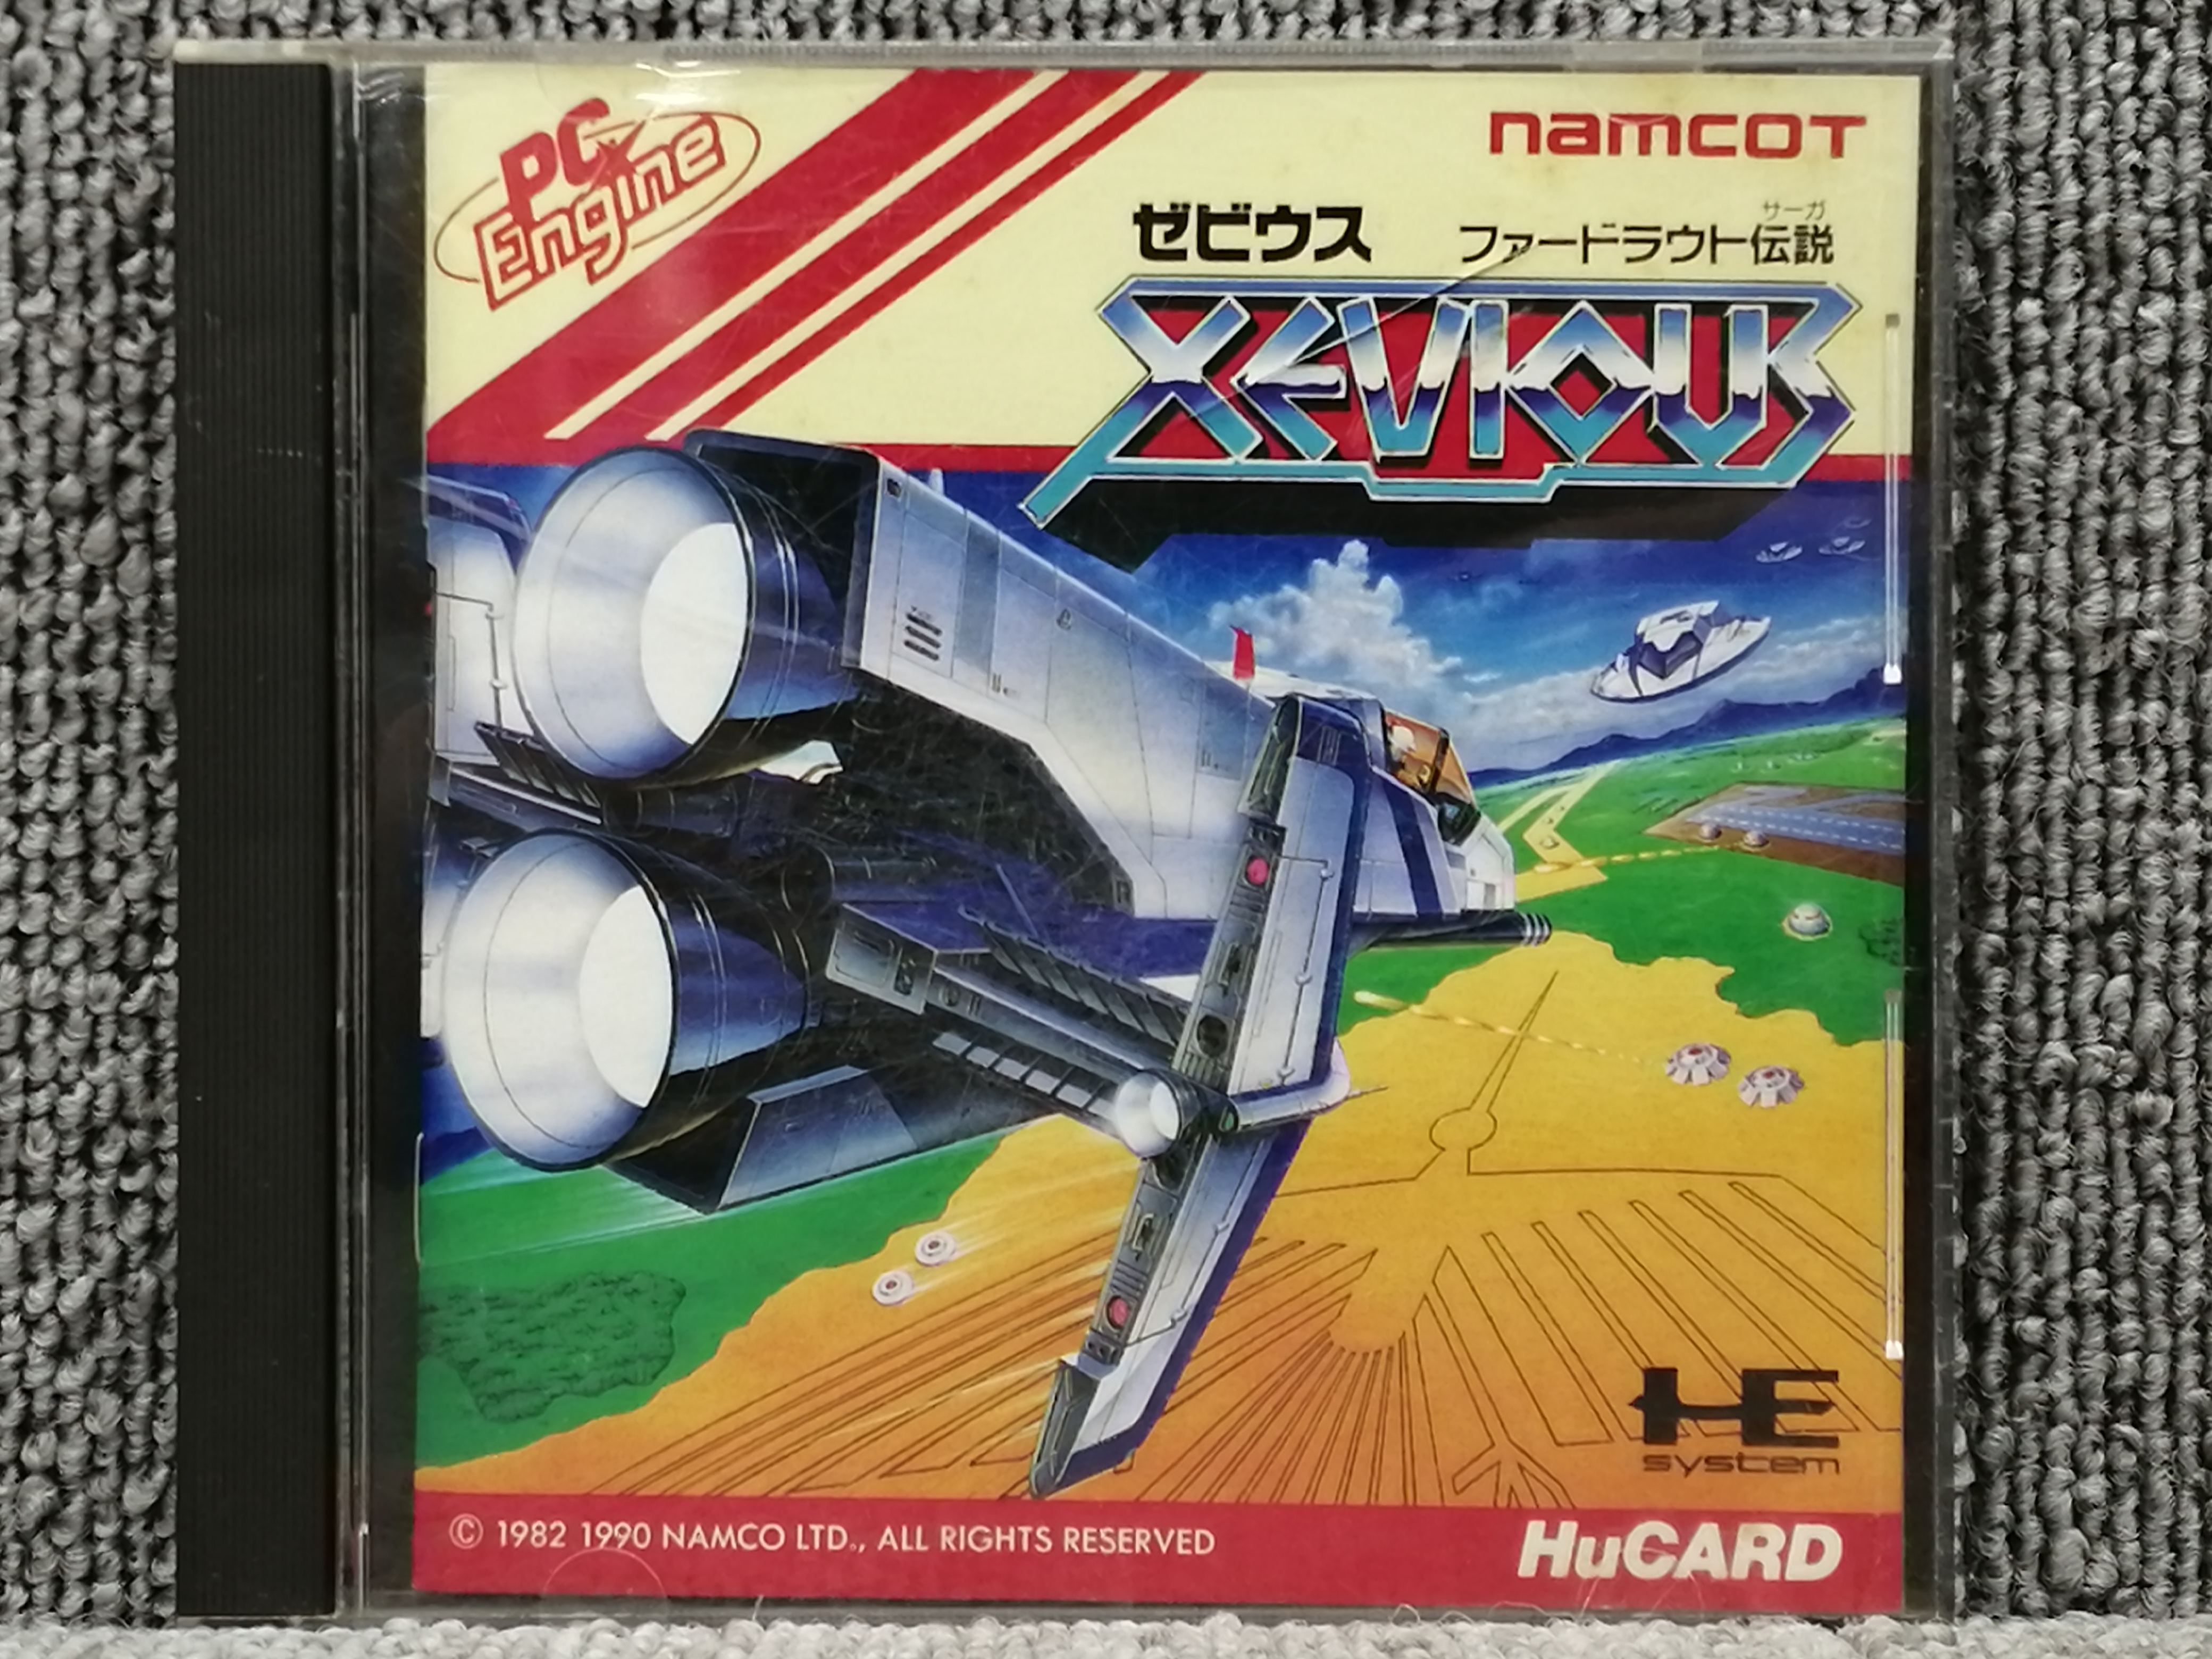 PC Engine
namcoT
サーガ
ゼビウス ファードラウト伝説
XEVIOUS
HE
system
© 1982 1990 NAMCO LTD., ALL RIGHTS RESERVED
HuCARD